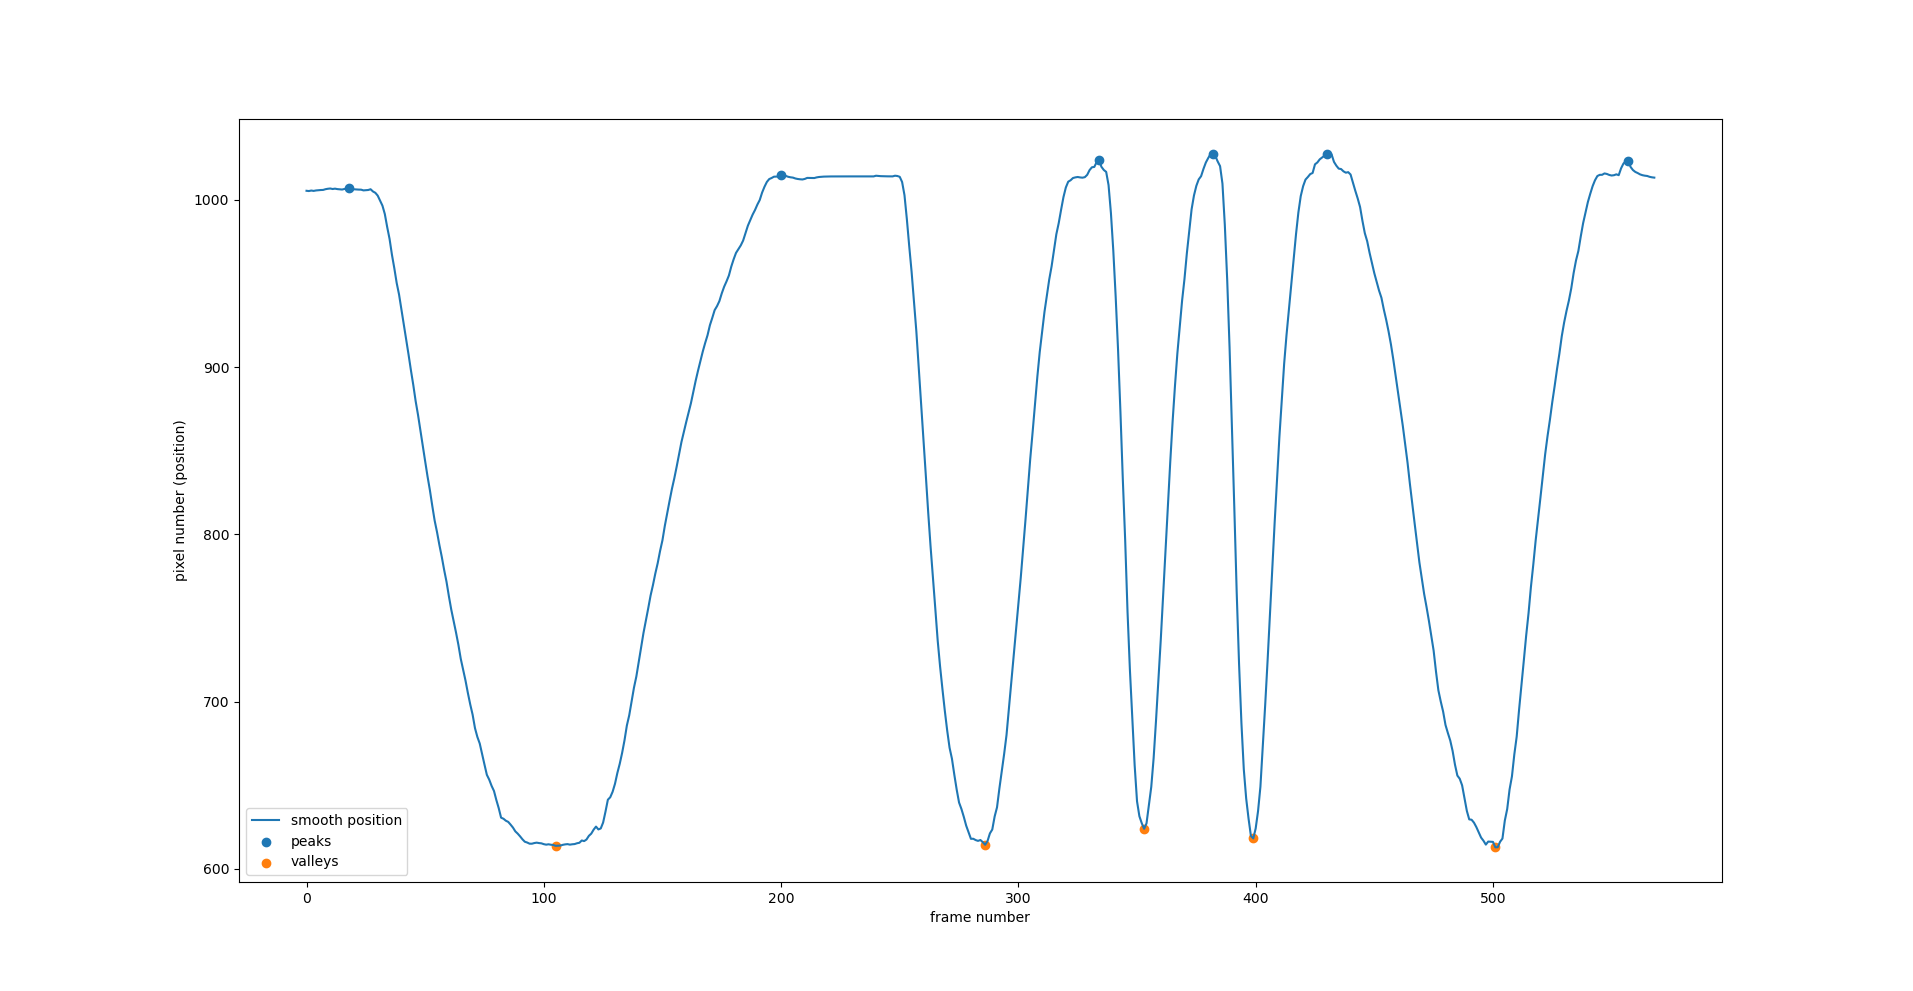 1000
900
800
700
600
pixel number (position)
smooth position
peaks
valleys
0 100 200 300 400 500
frame number